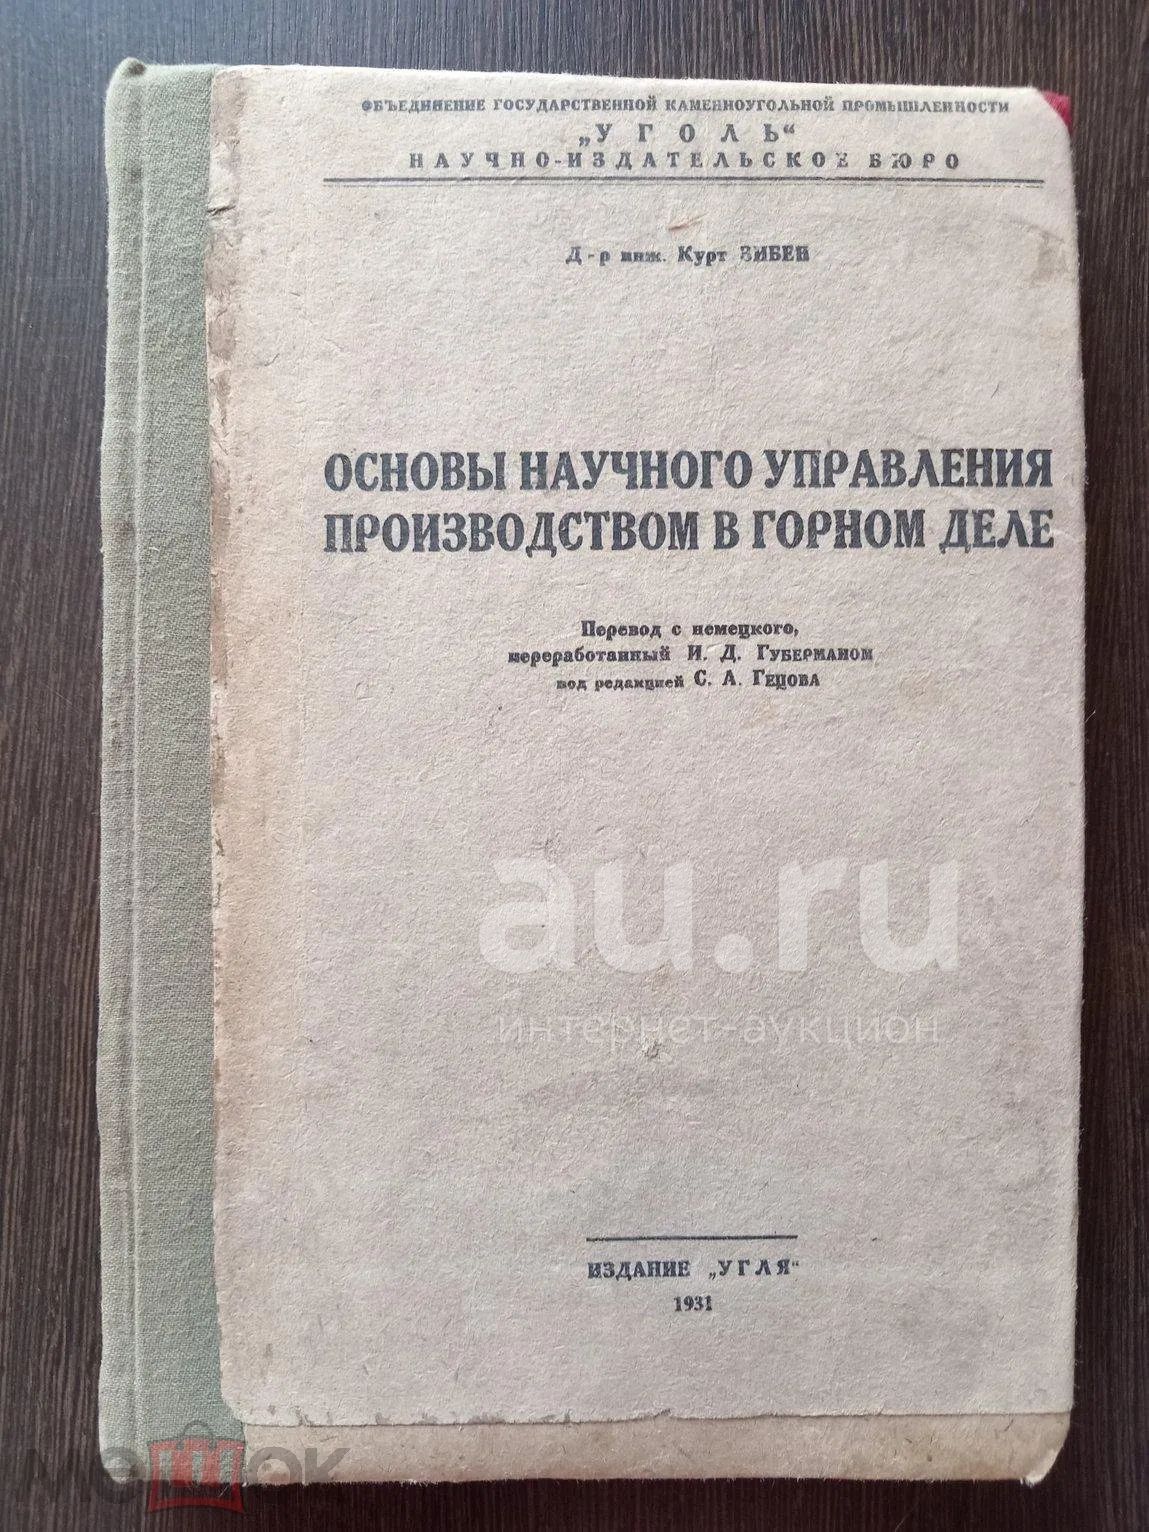 ОБЪЕДИНЕНИЕ ГОСУДАРСТВЕННОЙ КАМЕННОУГОЛЬНОЙ ПРОМЫШЛЕННОСТИ
„УГОЛЬ“
НАУЧНО-ИЗДАТЕЛЬСКОЕ БЮРО
Д-р инж. Курт ЗИБЕН
ОСНОВЫ НАУЧНОГО УПРАВЛЕНИЯ
ПРОИЗВОДСТВОМ В ГОРНОМ ДЕЛЕ
Перевод с немецкого,
переработанный И. Д. ГУБЕРМАНОМ
под редакцией С. А. ГЕЦОВА
au.ru
интернет-аукцион
ИЗДАНИЕ „УГЛЯ“
1931
мешок